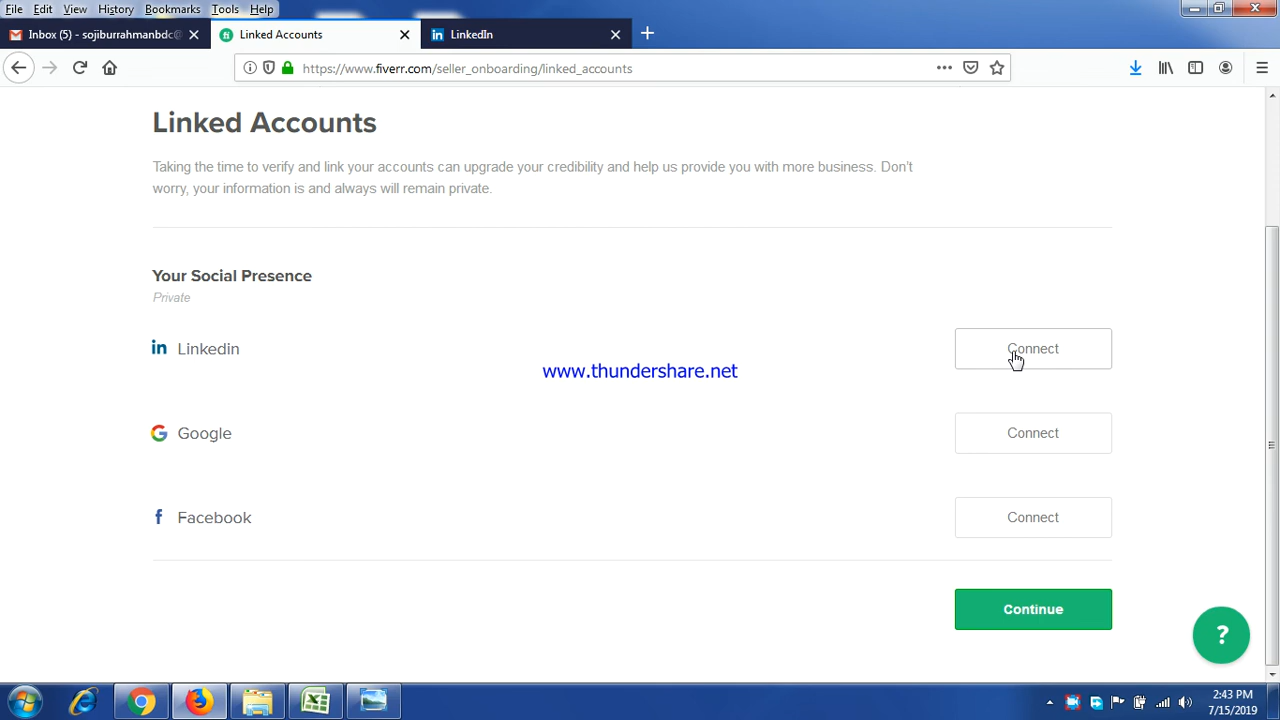 File Edit View History Bookmarks Tools Help
Inbox (5) - sojiburrahmanbdc@
Linked Accounts
LinkedIn
https://www.fiverr.com/seller_onboarding/linked_accounts
Linked Accounts
Taking the time to verify and link your accounts can upgrade your credibility and help us provide you with more business. Don't
worry, your information is and always will remain private.
Your Social Presence
Private
in Linkedin
Connect
www.thundershare.net
Google
Connect
Facebook
Connect
Continue
?
2:43 PM
7/15/2019